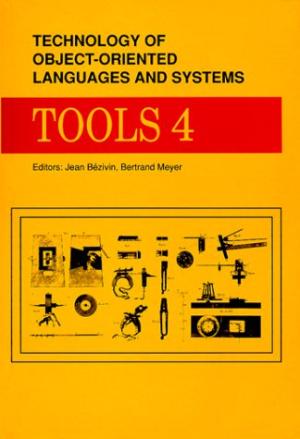 TECHNOLOGY OF
OBJECT-ORIENTED
LANGUAGES AND SYSTEMS
TOOLS 4
Editors: Jean Bézivin, Bertrand Meyer